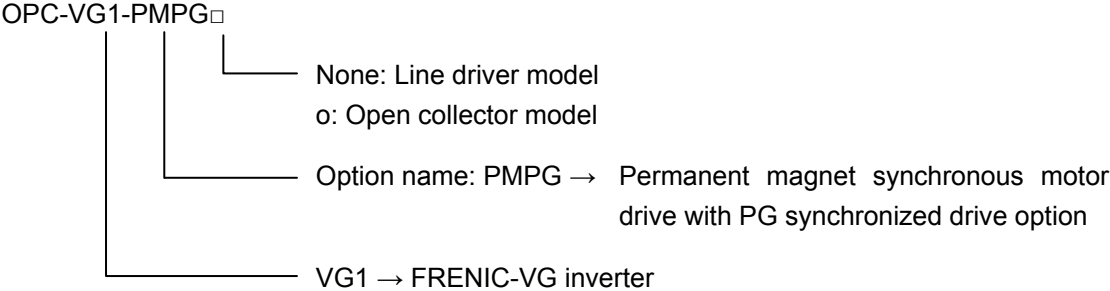 OPC-VG1-PMPG□
None: Line driver model
o: Open collector model
Option name: PMPG → Permanent magnet synchronous motor
drive with PG synchronized drive option
VG1 → FRENIC-VG inverter